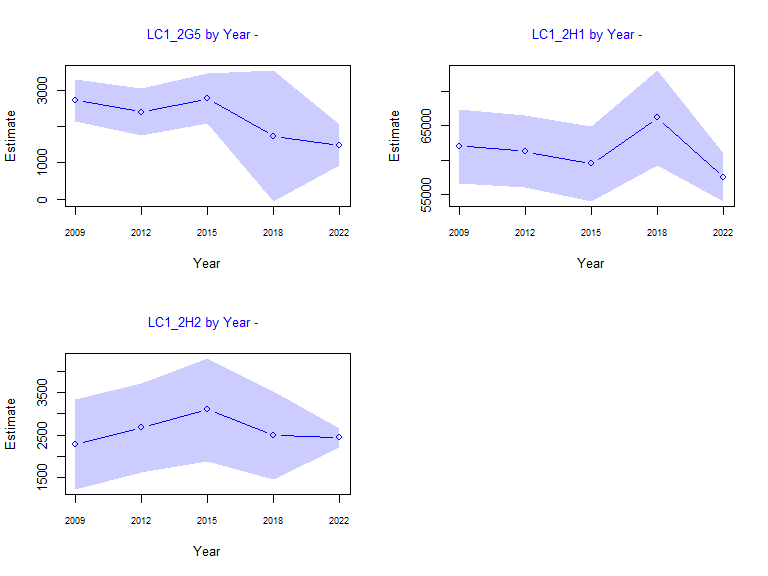 LC1_2G5 by Year -
Estimate
3000
1000
0
2009 2012 2015 2018 2022
Year
LC1_2H1 by Year -
Estimate
65000
55000
2009 2012 2015 2018 2022
Year
LC1_2H2 by Year -
Estimate
3500
2500
1500
2009 2012 2015 2018 2022
Year